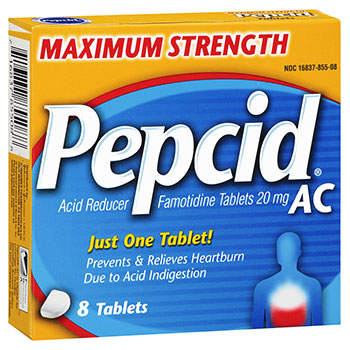 MAXIMUM STRENGTH
NDC 16837-855-08
Pepcid®
AC
Acid Reducer Famotidine Tablets 20 mg
Just One Tablet!
Prevents & Relieves Heartburn
Due to Acid Indigestion
8 Tablets